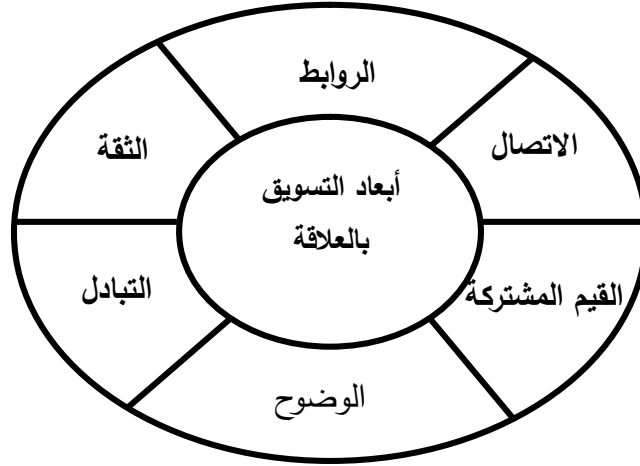 الروابط
الاتصال
الثقة
أبعاد التسويق
بالعلاقة
القيم المشتركة
التبادل
الوضوح